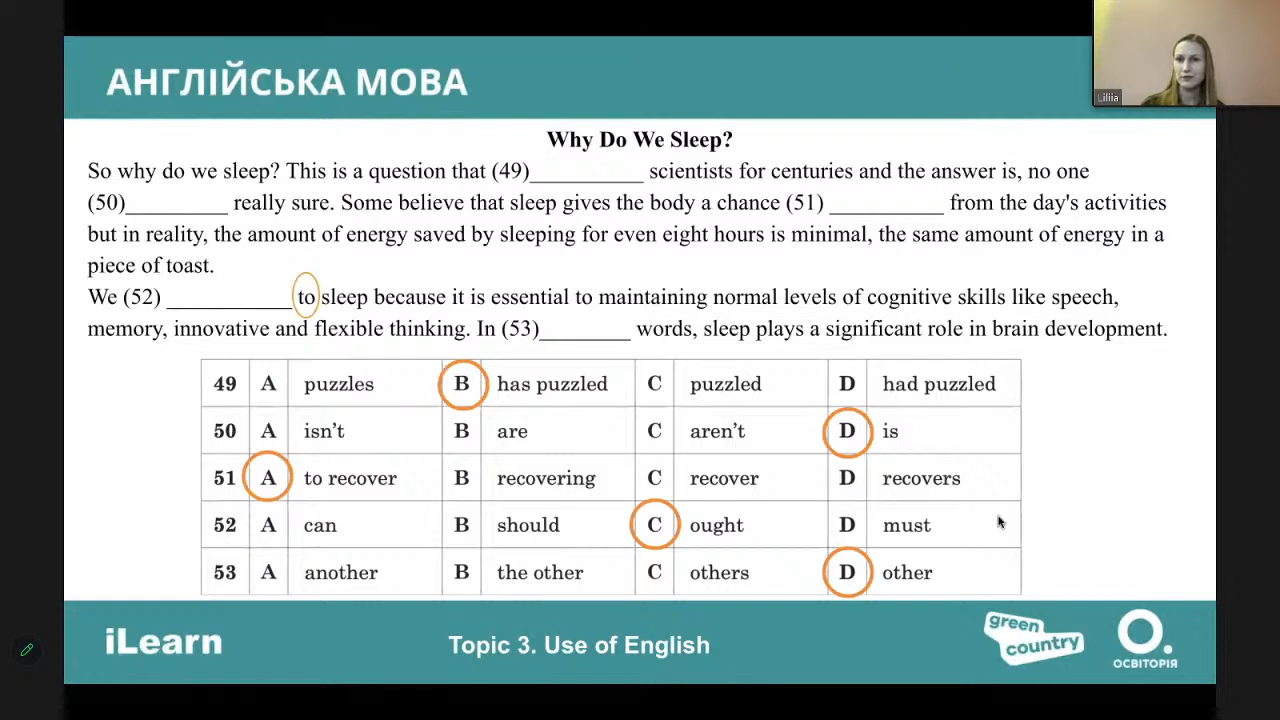 АНГЛІЙСЬКА МОВА
Liliia
Why Do We Sleep?
So why do we sleep? This is a question that (49)__________ scientists for centuries and the answer is, no one
(50)_________ really sure. Some believe that sleep gives the body a chance (51) __________ from the day's activities
but in reality, the amount of energy saved by sleeping for even eight hours is minimal, the same amount of energy in a
piece of toast.
We (52) ___________ to sleep because it is essential to maintaining normal levels of cognitive skills like speech,
memory, innovative and flexible thinking. In (53)________ words, sleep plays a significant role in brain development.
49 A puzzles B has puzzled C puzzled D had puzzled
50 A isn't B are C aren't D is
51 A to recover B recovering C recover D recovers
52 A can B should C ought D must
53 A another B the other C others D other
iLearn
Topic 3. Use of English
green
country
О.
ОСВІТОРІЯ